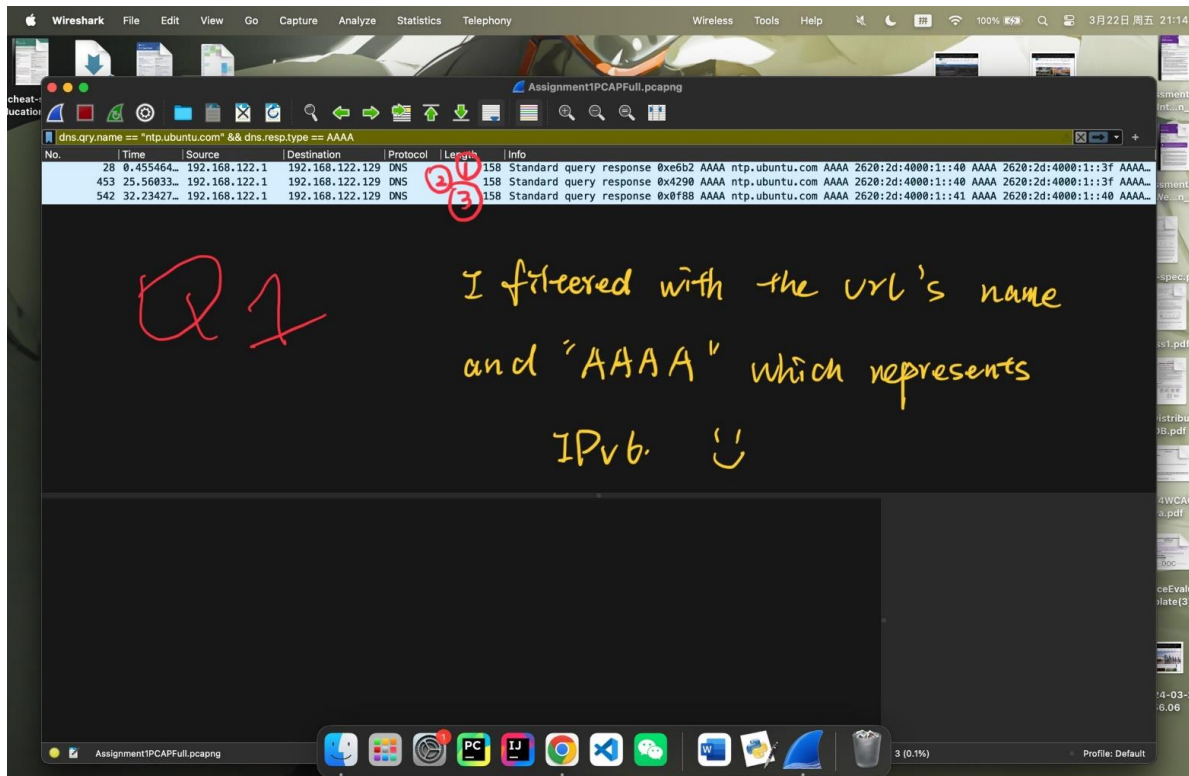 Wireshark File Edit View Go Capture Analyze Statistics Telephony Wireless Tools Help 拼 100% 3月22日 周五 21:14
Assignment1PCAPFull.pcapng
dns.qry.name == "ntp.ubuntu.com" && dns.resp.type == AAAA
No. Time Source Destination Protocol Length Info
28 0.455464… 192.168.122.1 192.168.122.129 DNS 158 Standard query response 0xe6b2 AAAA ntp.ubuntu.com AAAA 2620:2d:4000:1::40 AAAA 2620:2d:4000:1::3f AAAA…
453 25.56033… 192.168.122.1 192.168.122.129 DNS 158 Standard query response 0x4290 AAAA ntp.ubuntu.com AAAA 2620:2d:4000:1::40 AAAA 2620:2d:4000:1::3f AAAA…
542 32.23427… 192.168.122.1 192.168.122.129 DNS 158 Standard query response 0x0f88 AAAA ntp.ubuntu.com AAAA 2620:2d:4000:1::41 AAAA 2620:2d:4000:1::40 AAAA…
1
2
3
Q1
I filtered with the url's name
and "AAAA" which represents
IPv6.
Assignment1PCAPFull.pcapng
3 (0.1%)
Profile: Default